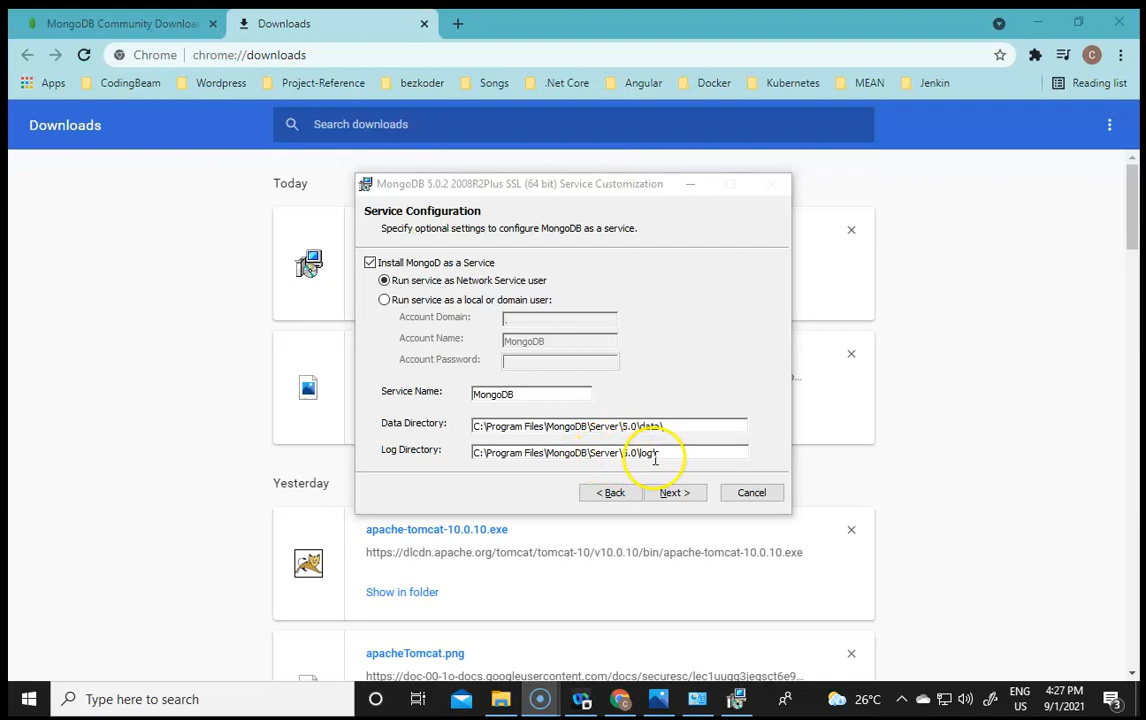 MongoDB Community Download
Downloads
Chrome
chrome://downloads
C
Apps
CodingBeam
Wordpress
Project-Reference
bezkoder
Songs
.Net Core
Angular
Docker
Kubernetes
MEAN
Jenkin
Reading list
Downloads
Search downloads
Today
MongoDB 5.0.2 2008R2Plus SSL (64 bit) Service Customization
Service Configuration
Specify optional settings to configure MongoDB as a service.
Install MongoD as a Service
Run service as Network Service user
Run service as a local or domain user:
Account Domain:
.
Account Name:
MongoDB
Account Password:
Service Name:
MongoDB
Data Directory:
C:\Program Files\MongoDB\Server\5.0\data\
Log Directory:
C:\Program Files\MongoDB\Server\5.0\log\
< Back
Next >
Cancel
Yesterday
apache-tomcat-10.0.10.exe
https://dlcdn.apache.org/tomcat/tomcat-10/v10.0.10/bin/apache-tomcat-10.0.10.exe
Show in folder
apacheTomcat.png
Type here to search
26°C
ENG
US
4:27 PM
9/1/2021
3